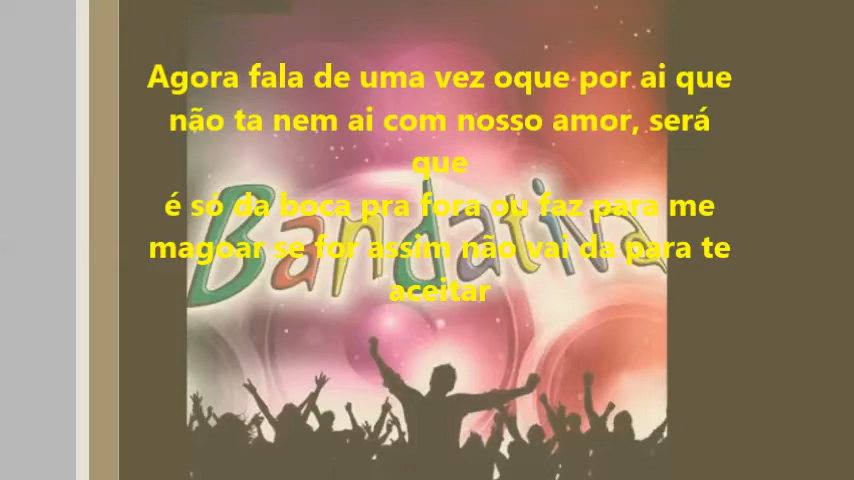 Agora fala de uma vez oque por ai que
não ta nem ai com nosso amor, será
que
é só da boca pra fora ou faz para me
magoar se for assim não vai da para te
aceitar
Bandativa